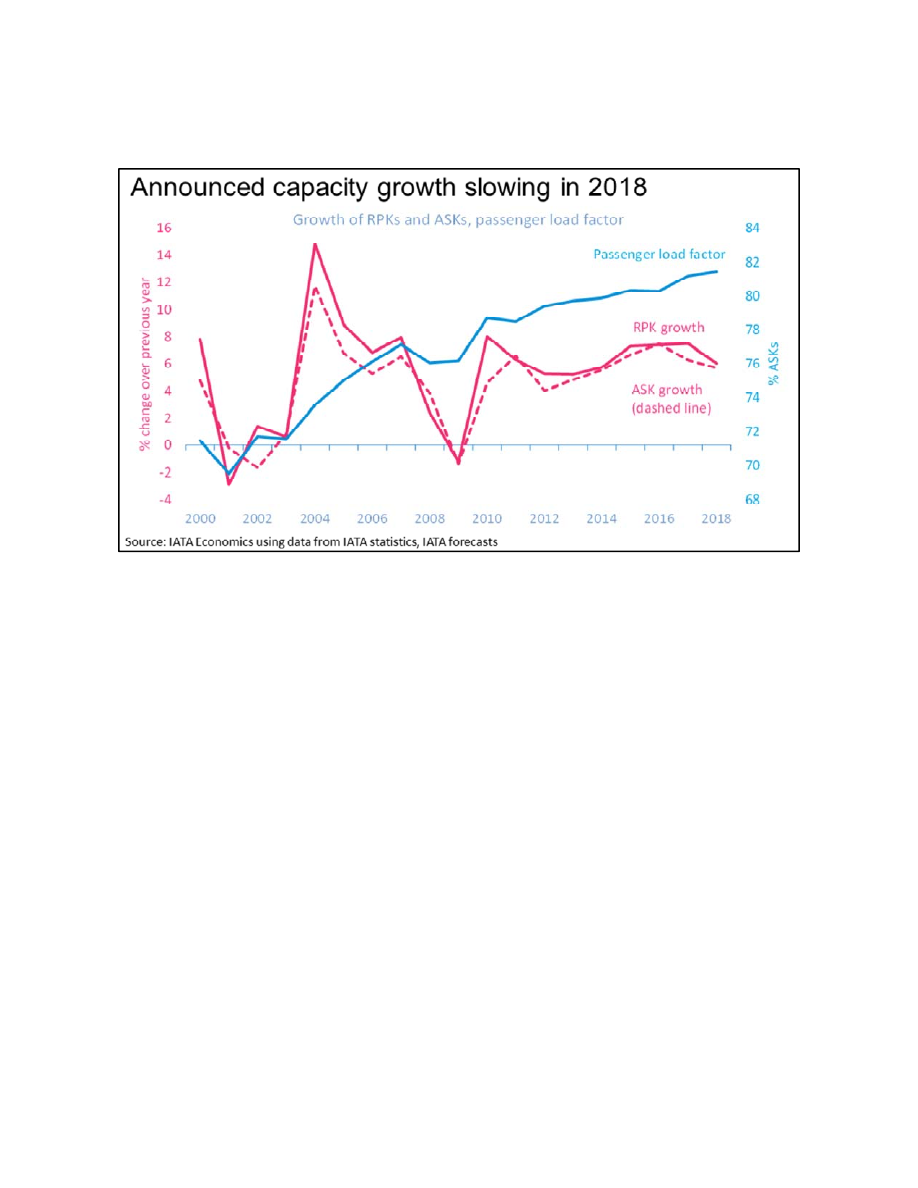 Announced capacity growth slowing in 2018
Growth of RPKs and ASKs, passenger load factor
16
14
12
10
8
6
4
2
0
-2
-4
% change over previous year
84
82
80
78
76
74
72
70
68
% ASKs
Passenger load factor
RPK growth
ASK growth
(dashed line)
2000 2002 2004 2006 2008 2010 2012 2014 2016 2018
Source: IATA Economics using data from IATA statistics, IATA forecasts